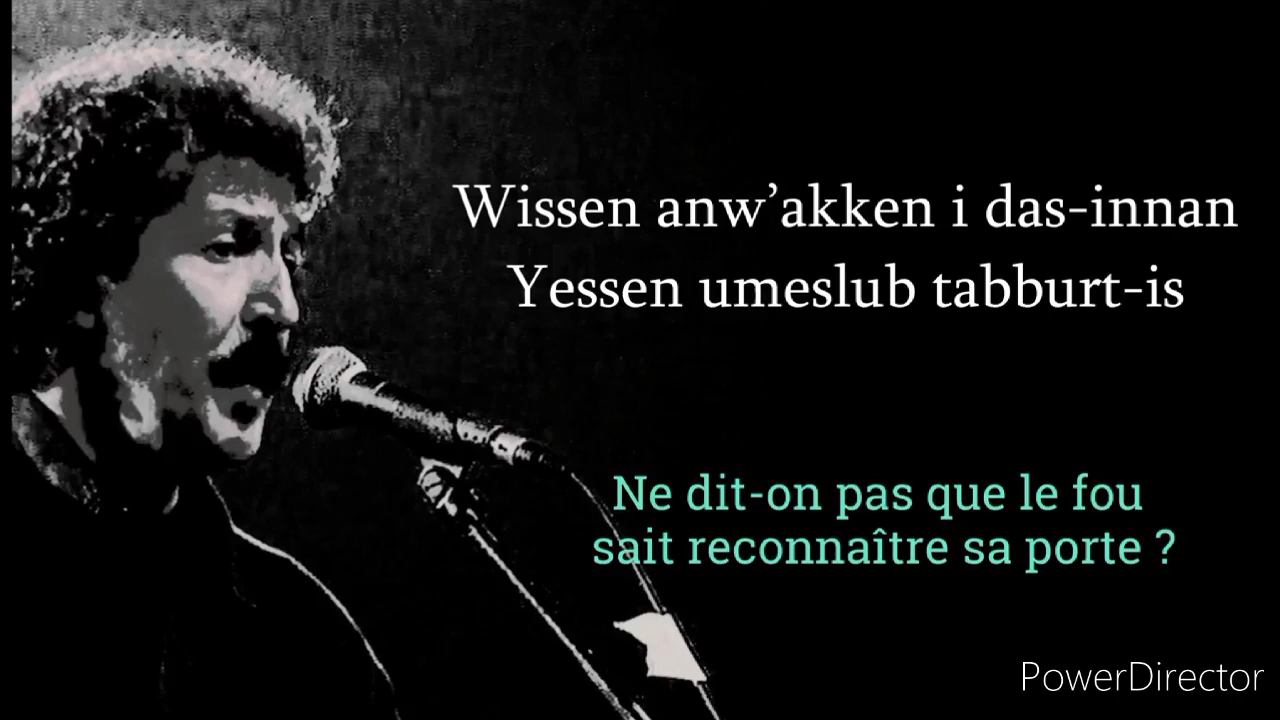 Wissen anw’akken i das-innan
Yessen umeslub tabburt-is
Ne dit-on pas que le fou
sait reconnaître sa porte ?
PowerDirector